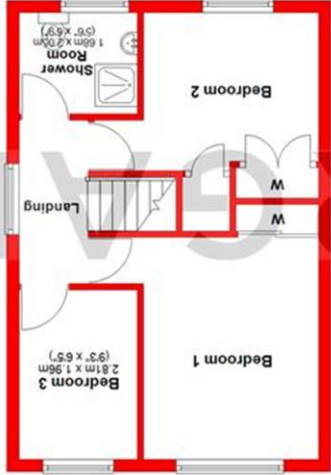 Bedroom 3
2.81m x 1.96m
(9'3" x 6'5")
Bedroom 1
W
W
Landing
Bedroom 2
Shower
Room
1.68m x 2.05m
(5'6" x 6'9")